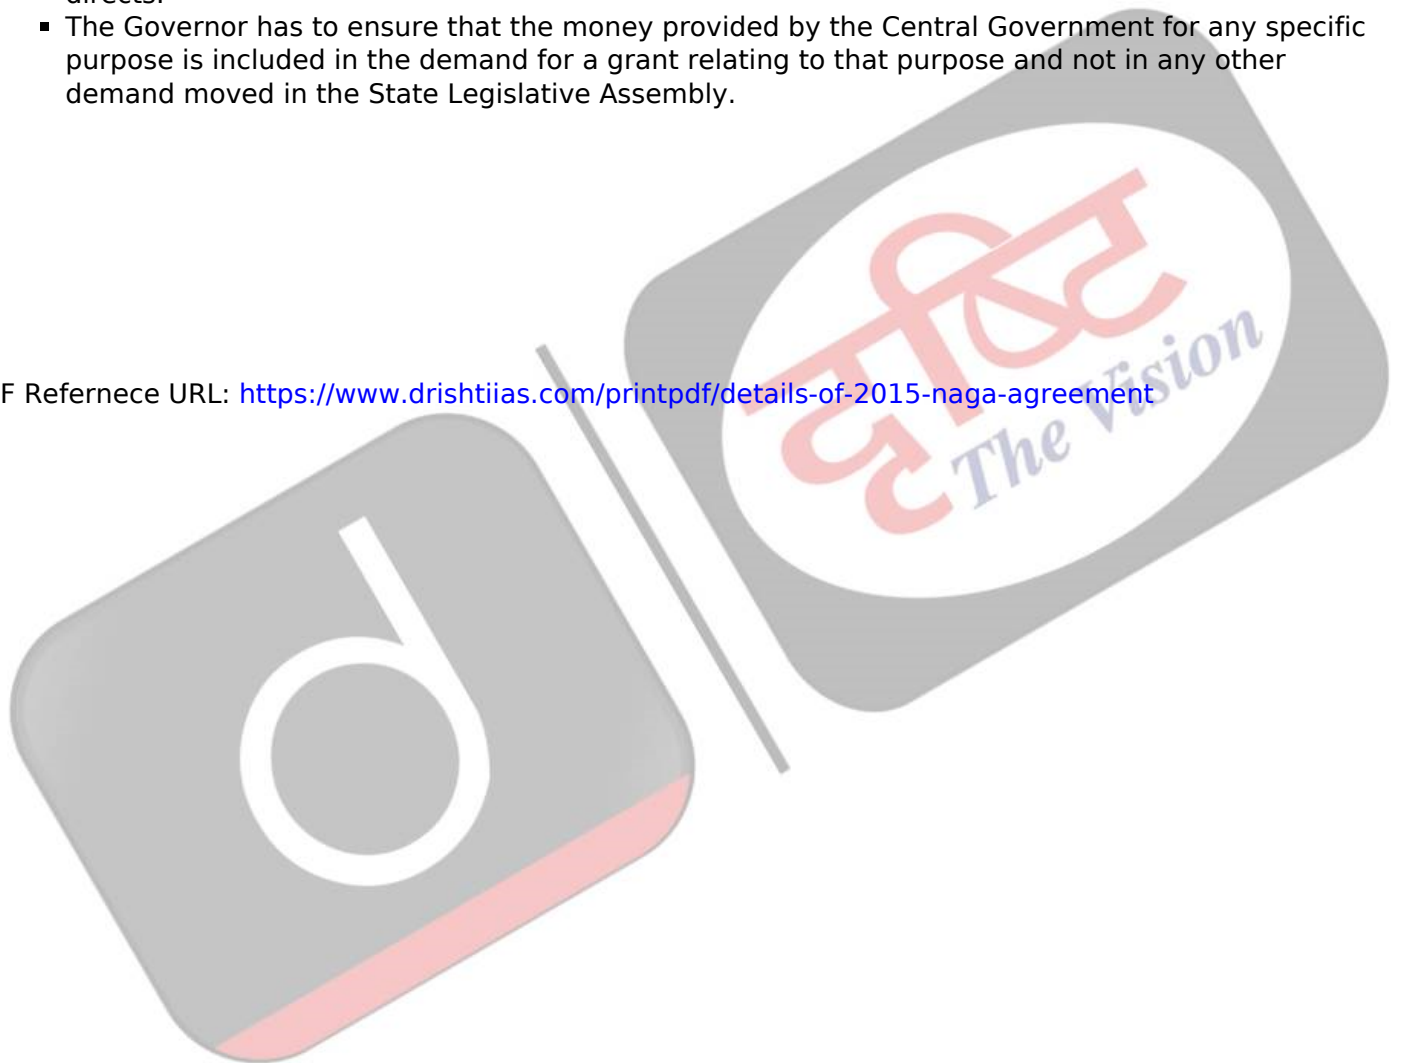 directs.
▪ The Governor has to ensure that the money provided by the Central Government for any specific
purpose is included in the demand for a grant relating to that purpose and not in any other
demand moved in the State Legislative Assembly.
F Refernece URL: https://www.drishtiias.com/printpdf/details-of-2015-naga-agreement
दृष्टि
The Vision
d